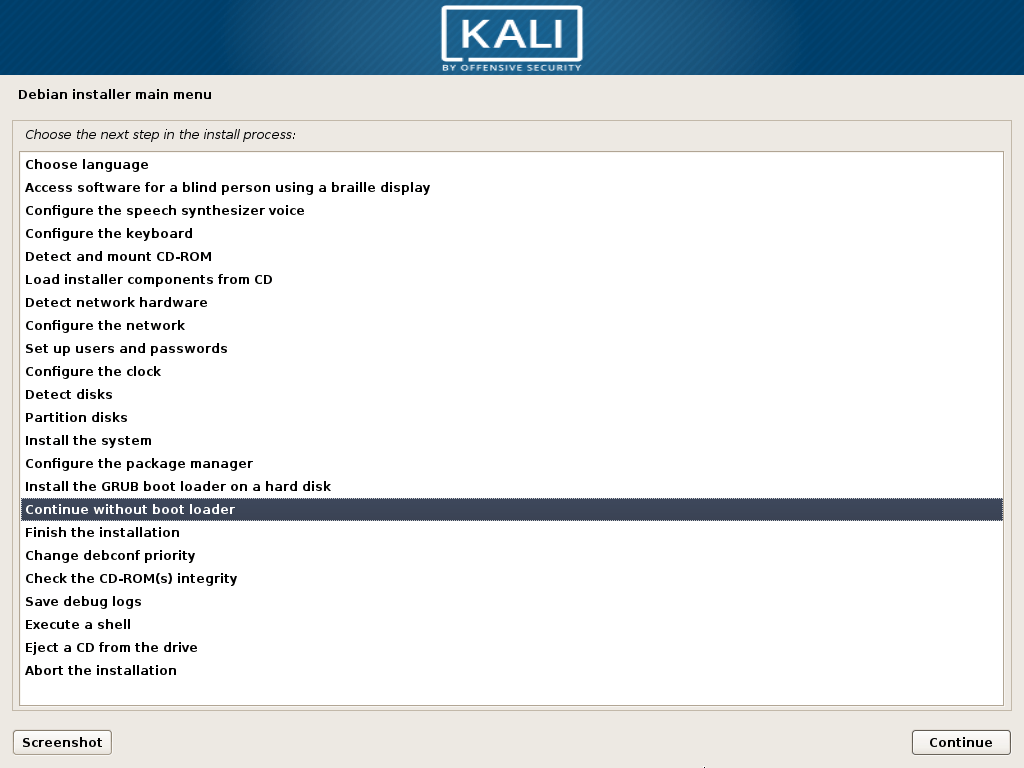 KALI
BY OFFENSIVE SECURITY
Debian installer main menu
Choose the next step in the install process:
Choose language
Access software for a blind person using a braille display
Configure the speech synthesizer voice
Configure the keyboard
Detect and mount CD-ROM
Load installer components from CD
Detect network hardware
Configure the network
Set up users and passwords
Configure the clock
Detect disks
Partition disks
Install the system
Configure the package manager
Install the GRUB boot loader on a hard disk
Continue without boot loader
Finish the installation
Change debconf priority
Check the CD-ROM(s) integrity
Save debug logs
Execute a shell
Eject a CD from the drive
Abort the installation
Screenshot
Continue